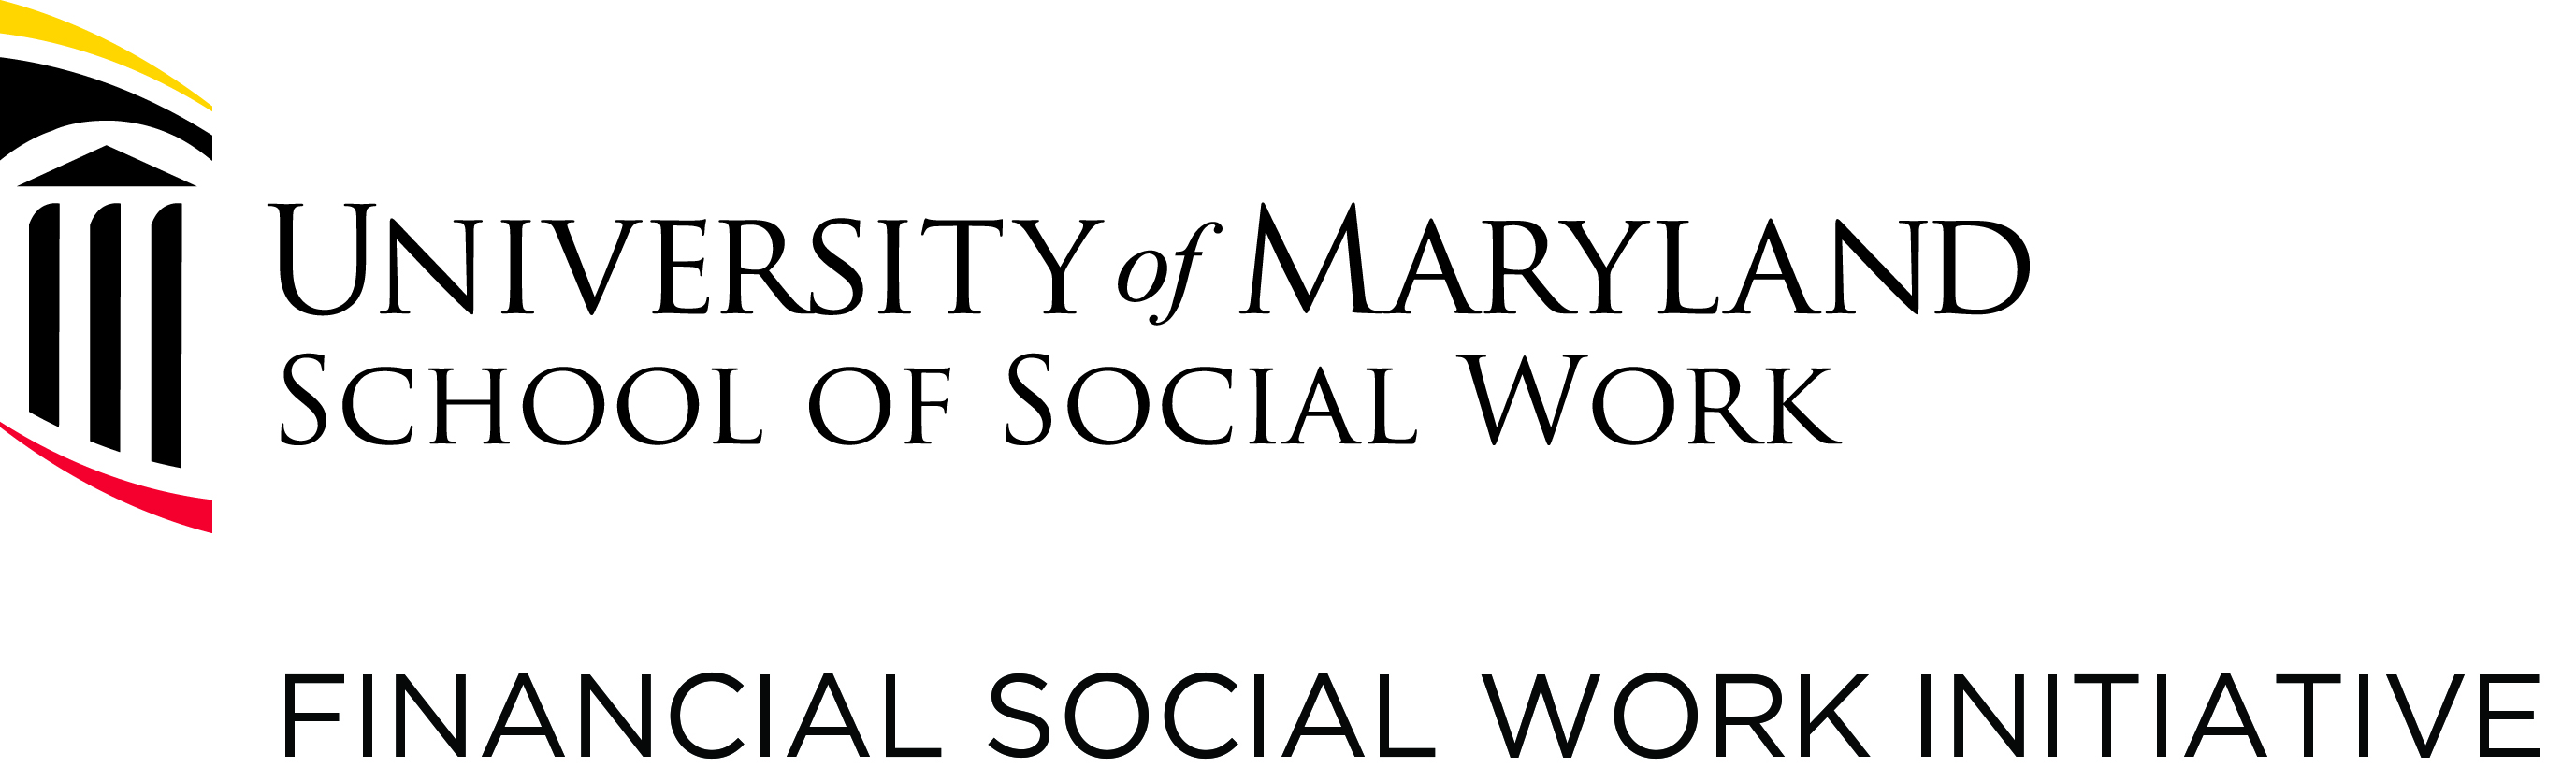 UNIVERSITY of MARYLAND
SCHOOL OF SOCIAL WORK
FINANCIAL SOCIAL WORK INITIATIVE